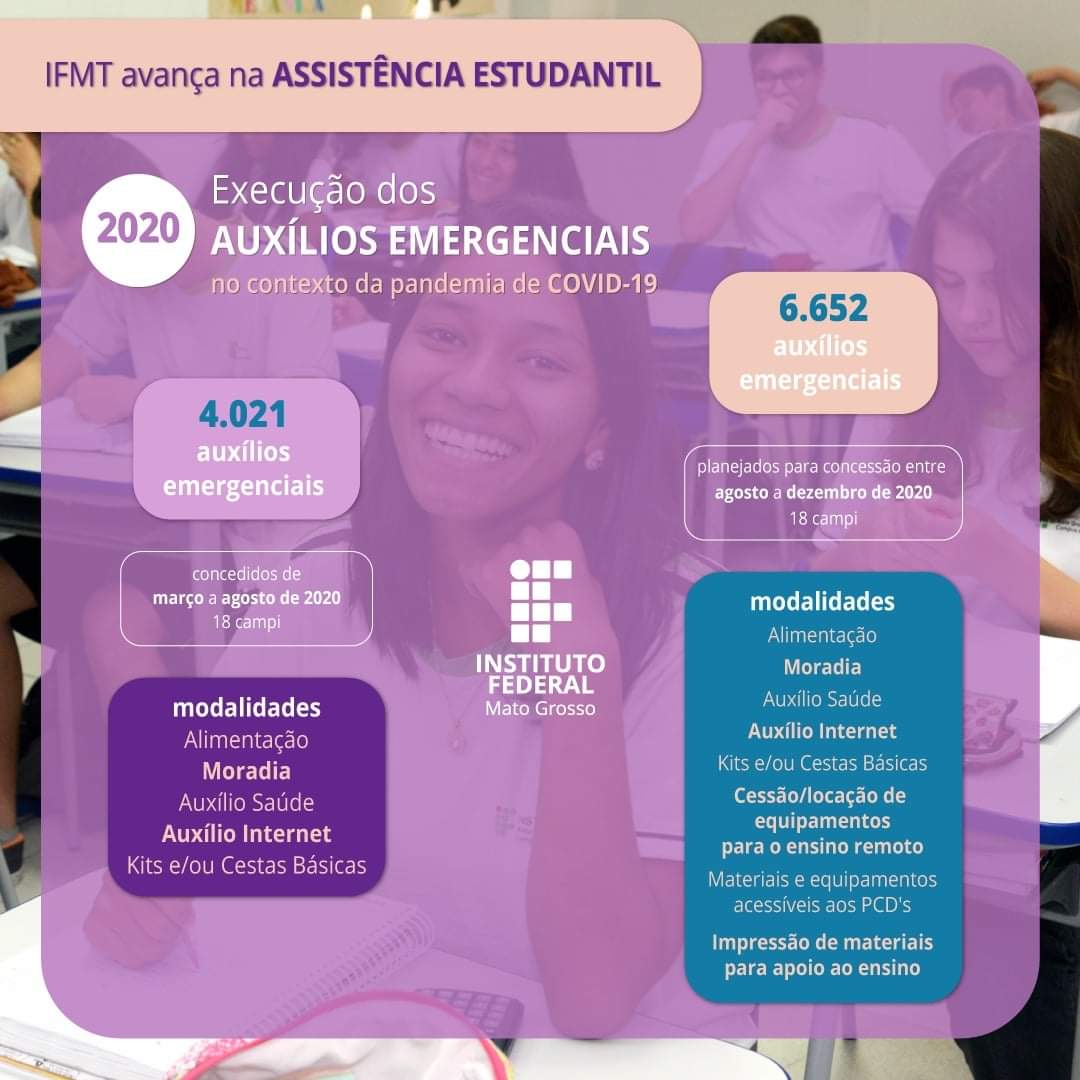 IFMT avança na ASSISTÊNCIA ESTUDANTIL
2020
Execução dos
AUXÍLIOS EMERGENCIAIS
no contexto da pandemia de COVID-19
4.021
auxílios
emergenciais
concedidos de
março a agosto de 2020
18 campi
modalidades
Alimentação
Moradia
Auxílio Saúde
Auxílio Internet
Kits e/ou Cestas Básicas
INSTITUTO
FEDERAL
Mato Grosso
6.652
auxílios
emergenciais
planejados para concessão entre
agosto a dezembro de 2020
18 campi
modalidades
Alimentação
Moradia
Auxílio Saúde
Auxílio Internet
Kits e/ou Cestas Básicas
Cessão/locação de
equipamentos
para o ensino remoto
Materiais e equipamentos
acessíveis aos PCD's
Impressão de materiais
para apoio ao ensino